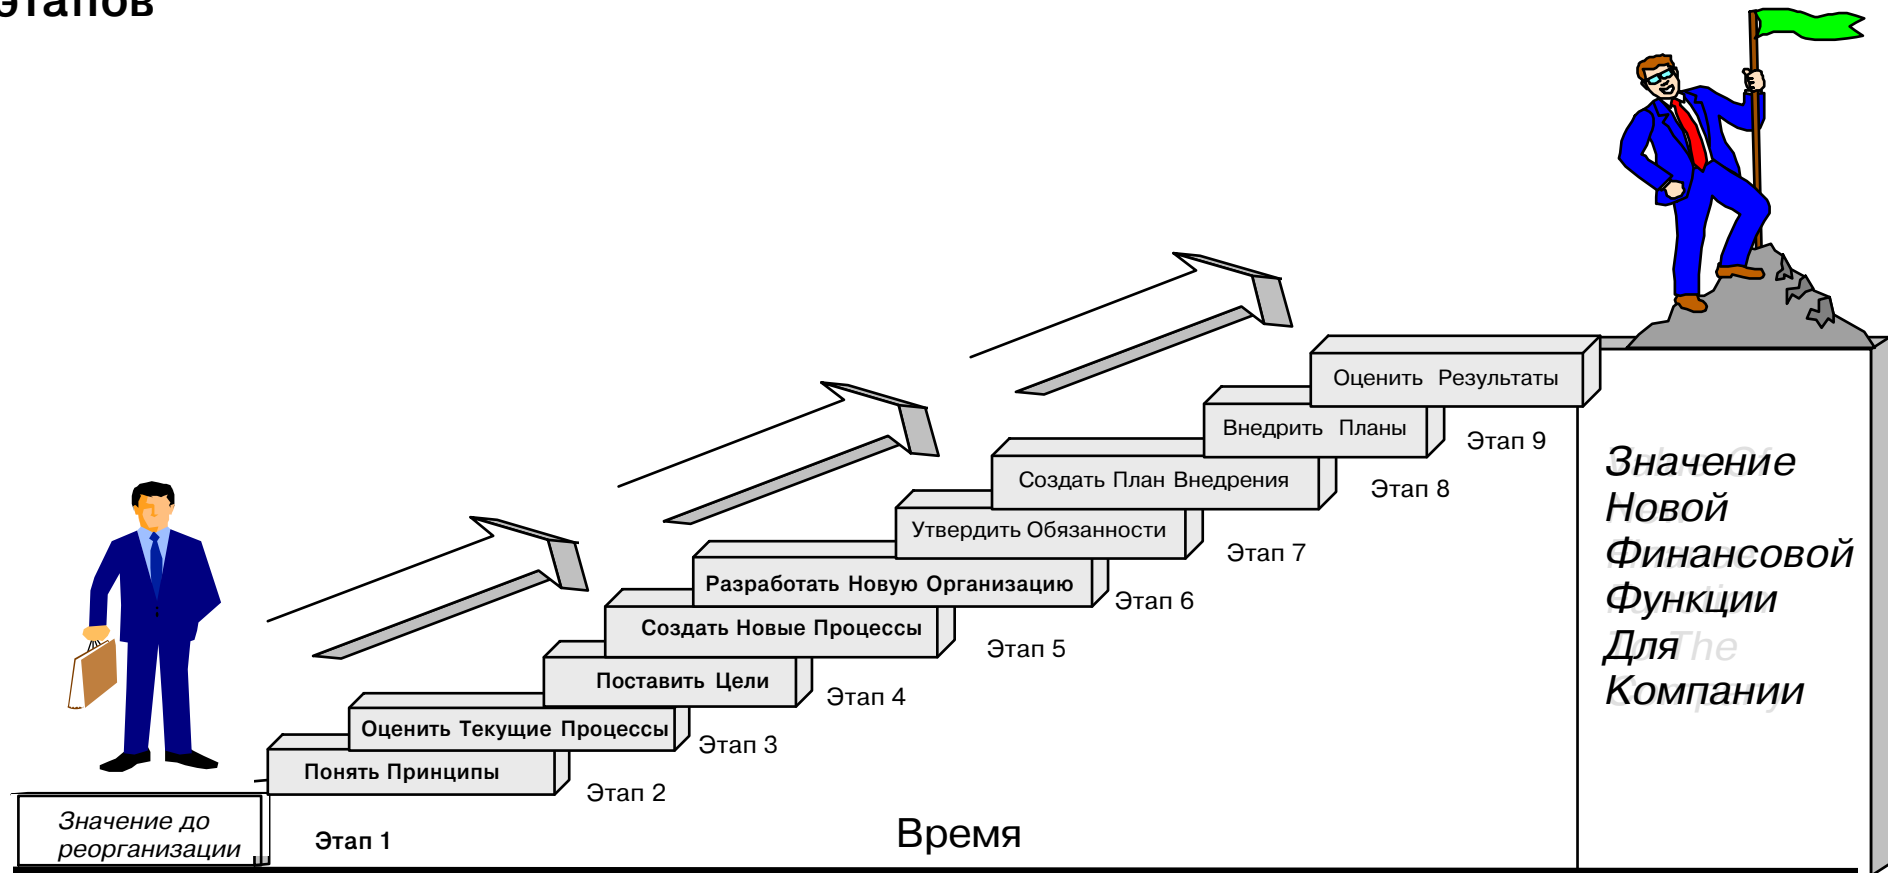 этапов
Оценить Результаты
Внедрить Планы
Этап 9
Создать План Внедрения
Этап 8
Утвердить Обязанности
Этап 7
Разработать Новую Организацию
Этап 6
Создать Новые Процессы
Этап 5
Поставить Цели
Этап 4
Оценить Текущие Процессы
Этап 3
Понять Принципы
Этап 2
Значение до
реорганизации
Этап 1
Время
Значение
Новой
Финансовой
Функции
Для
Компании
The